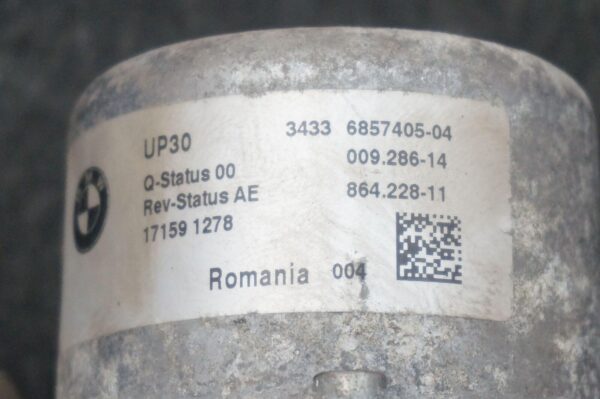 UP30 3433 6857405-04
009.286-14
Q-Status 00
Rev-Status AE 864.228-11
17159 1278
Romania 004